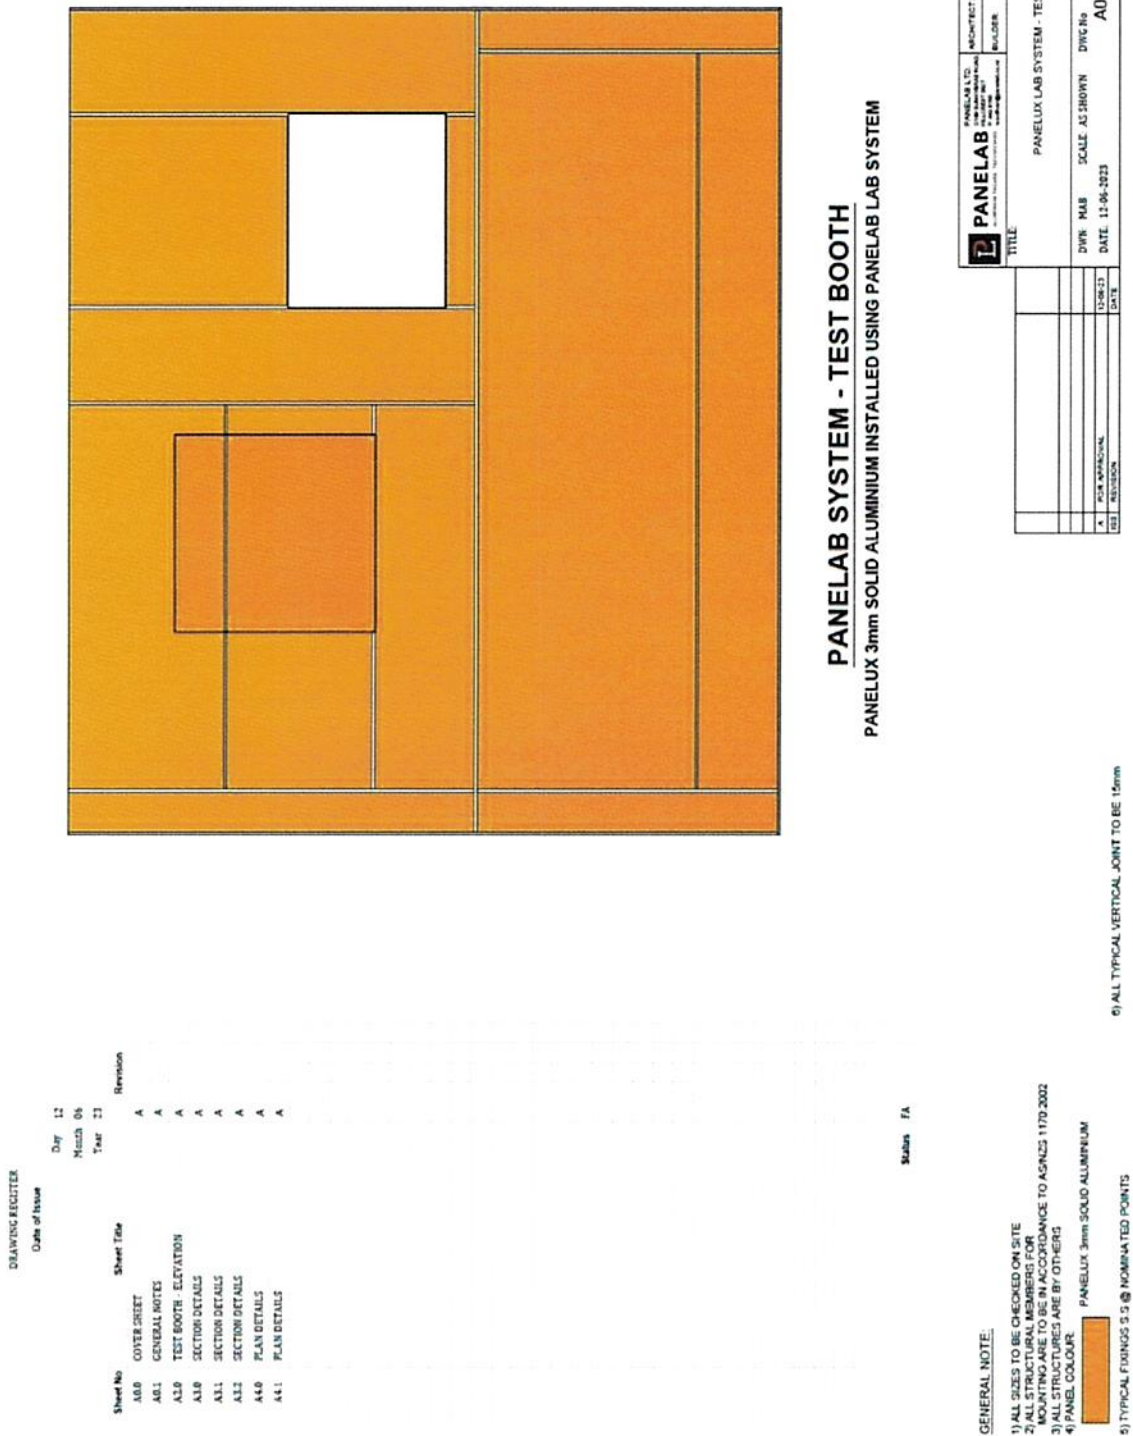 DRAWING REGISTER
Date of Issue
Day 12
Month 06
Year 23
Sheet No Sheet Title Revision
A0.0 COVER SHEET A
A0.1 GENERAL NOTES A
A2.0 TEST BOOTH - ELEVATION A
A3.0 SECTION DETAILS A
A3.1 SECTION DETAILS A
A3.2 SECTION DETAILS A
A4.0 PLAN DETAILS A
A4.1 PLAN DETAILS A
Status FA
PANELAB SYSTEM - TEST BOOTH
PANELUX 3mm SOLID ALUMINIUM INSTALLED USING PANELAB LAB SYSTEM
GENERAL NOTE:
1) ALL SIZES TO BE CHECKED ON SITE
2) ALL STRUCTURAL MEMBERS FOR
MOUNTING ARE TO BE IN ACCORDANCE TO AS/NZS 1170:2002
3) ALL STRUCTURES ARE BY OTHERS
4) PANEL COLOUR:
PANELUX 3mm SOLID ALUMINIUM
5) TYPICAL FIXINGS S.S @ NOMINATED POINTS
6) ALL TYPICAL VERTICAL JOINT TO BE 15mm
A FOR APPROVAL 12-06-23
ISS REVISION DATE
PANELAB
PANELAB LTD.
ARCHITECT
BUILDER:
TITLE:
PANELUX LAB SYSTEM - TES
DWN: MAB SCALE: AS SHOWN DWG No
DATE: 12-06-2023 A0